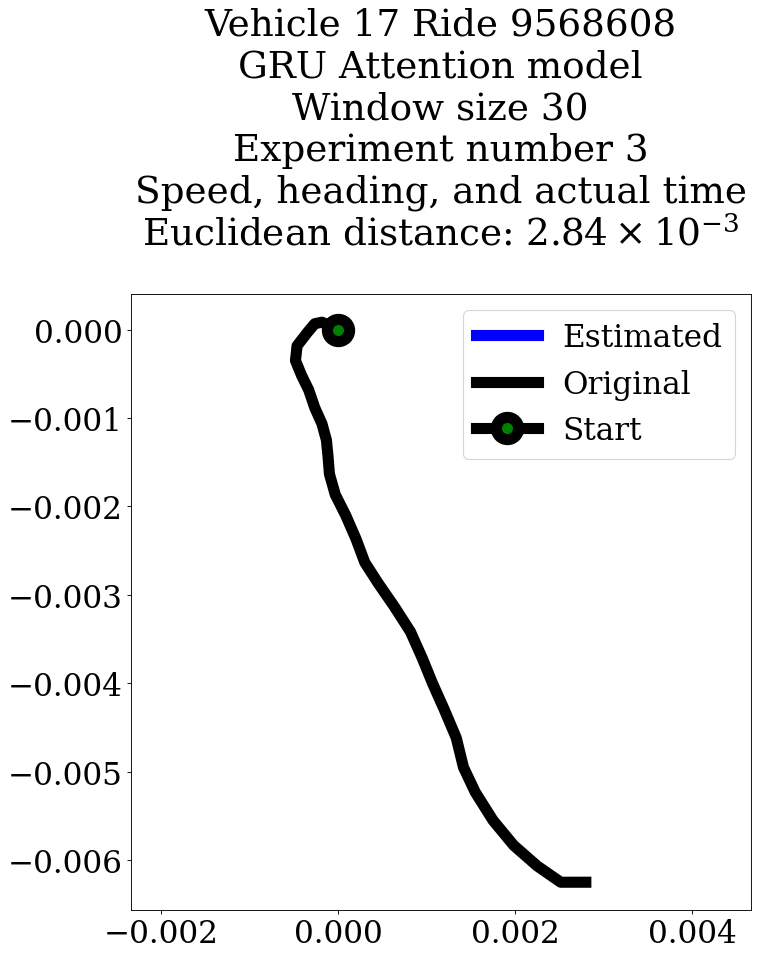 Vehicle 17 Ride 9568608
GRU Attention model
Window size 30
Experiment number 3
Speed, heading, and actual time
Euclidean distance: 2.84 × 10⁻³
Estimated
Original
Start
0.000
−0.001
−0.002
−0.003
−0.004
−0.005
−0.006
−0.002 0.000 0.002 0.004